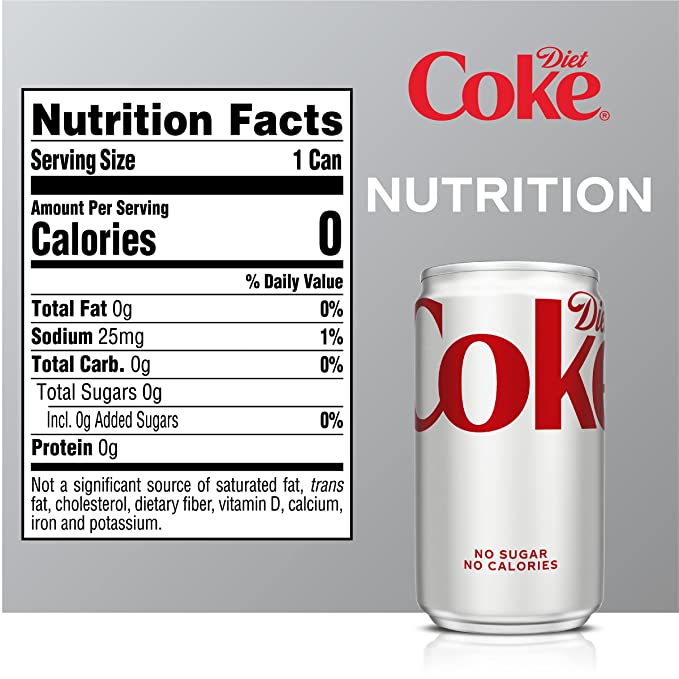 Nutrition Facts
Serving Size 1 Can
Amount Per Serving
Calories 0
% Daily Value
Total Fat 0g 0%
Sodium 25mg 1%
Total Carb. 0g 0%
Total Sugars 0g
Incl. 0g Added Sugars 0%
Protein 0g
Not a significant source of saturated fat, trans
fat, cholesterol, dietary fiber, vitamin D, calcium,
iron and potassium.
Diet
Coke®
NUTRITION
Die
Coke
NO SUGAR
NO CALORIES